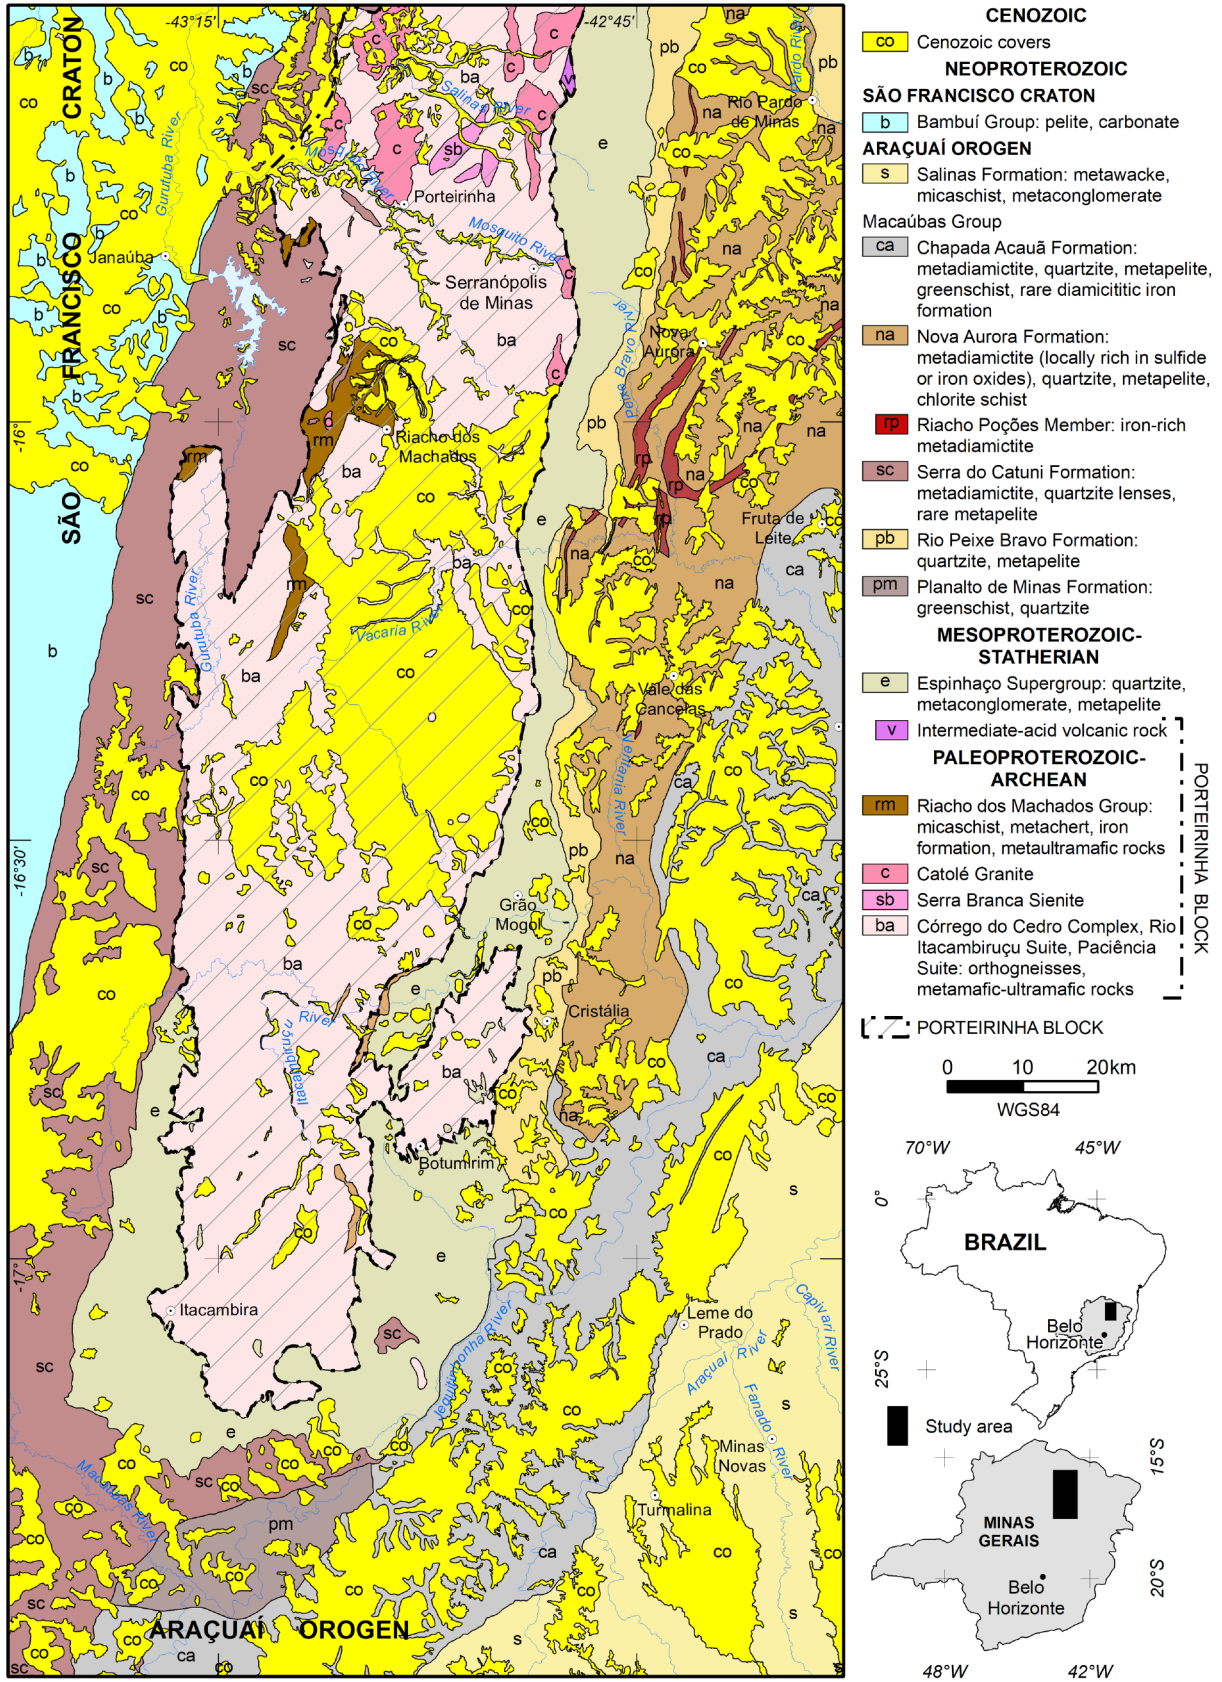 -43°15'
-42°45'
-16°
-16°30'
-17°
SÃO FRANCISCO CRATÓN
ARAÇUAÍ OROGEN
Gurutuba River
Salinas River
Mosquito River
Mosquito River
Pardo River
Peixe Bravo River
Gurutuba River
Vacaria River
Ventania River
Itacambiruçu River
Jequitinhonha River
Araçuaí River
Capivari River
Fanado River
Macaúbas River
Rio Pardo
de Minas
Porteirinha
Janaúba
Serranópolis
de Minas
Nova
Aurora
Riacho dos
Machados
Fruta de
Leite
Vale das
Cancelas
Grão
Mogol
Cristália
Botumirim
Itacambira
Leme do
Prado
Minas
Novas
Turmalina
CENOZOIC
co Cenozoic covers
NEOPROTEROZOIC
SÃO FRANCISCO CRATON
b Bambuí Group: pelite, carbonate
ARAÇUAÍ OROGEN
s Salinas Formation: metawacke,
micaschist, metaconglomerate
Macaúbas Group
ca Chapada Acauã Formation:
metadiamictite, quartzite, metapelite,
greenschist, rare diamicititic iron
formation
na Nova Aurora Formation:
metadiamictite (locally rich in sulfide
or iron oxides), quartzite, metapelite,
chlorite schist
rp Riacho Poções Member: iron-rich
metadiamictite
sc Serra do Catuni Formation:
metadiamictite, quartzite lenses,
rare metapelite
pb Rio Peixe Bravo Formation:
quartzite, metapelite
pm Planalto de Minas Formation:
greenschist, quartzite
MESOPROTEROZOIC-
STATHERIAN
e Espinhaço Supergroup: quartzite,
metaconglomerate, metapelite
v Intermediate-acid volcanic rock
PALEOPROTEROZOIC-
ARCHEAN
rm Riacho dos Machados Group:
micaschist, metachert, iron
formation, metaultramafic rocks
c Catolé Granite
sb Serra Branca Sienite
ba Córrego do Cedro Complex, Rio
Itacambiruçu Suite, Paciência
Suite: orthogneisses,
metamafic-ultramafic rocks
PORTEIRINHA BLOCK
PORTEIRINHA BLOCK
0 10 20km
WGS84
70°W 45°W
0°
BRAZIL
Belo
Horizonte
25°S
Study area
15°S
MINAS
GERAIS
Belo
Horizonte
20°S
48°W 42°W